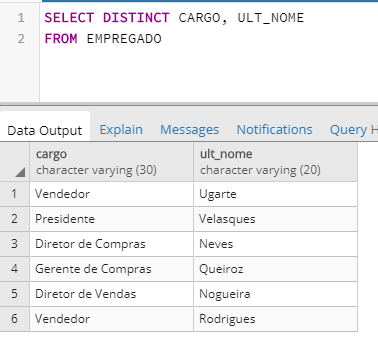 1 SELECT DISTINCT CARGO, ULT_NOME
2 FROM EMPREGADO
Data Output Explain Messages Notifications Query H
cargo ult_nome
character varying (30) character varying (20)
1 Vendedor Ugarte
2 Presidente Velasques
3 Diretor de Compras Neves
4 Gerente de Compras Queiroz
5 Diretor de Vendas Nogueira
6 Vendedor Rodrigues